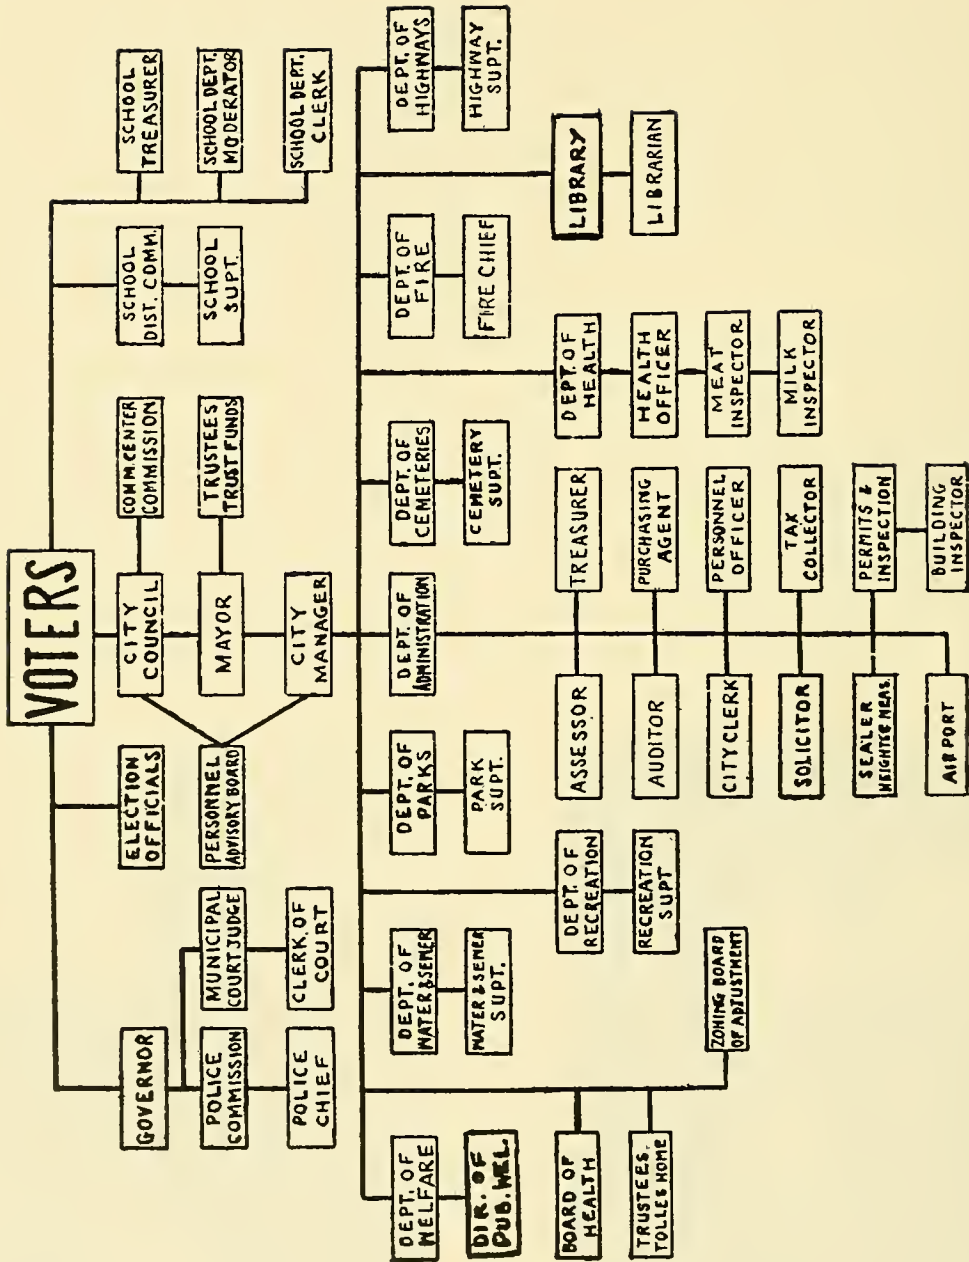 VOTERS
GOVERNOR
ELECTION
OFFICIALS
CITY
COUNCIL
COMM. CENTER
COMMISSION
SCHOOL
DIST. COMM.
SCHOOL
TREASURER
POLICE
COMMISSION
MUNICIPAL
COURT JUDGE
PERSONNEL
ADVISORY BOARD
MAYOR
TRUSTEES
TRUST FUNDS
SCHOOL
SUPT.
SCHOOL DEPT.
MODERATOR
POLICE
CHIEF
CLERK OF
COURT
CITY
MANAGER
SCHOOL DEPT.
CLERK
DEPT. OF
WELFARE
DEPT. OF
WATER & SEWER
DEPT. OF
PARKS
DEPT. OF
ADMINISTRATION
DEPT. OF
CEMETERIES
DEPT. OF
FIRE
DEPT. OF
HIGHWAYS
DIR. OF
PUB. WEL.
WATER & SEWER
SUPT.
PARK
SUPT.
CEMETERY
SUPT.
FIRE CHIEF
HIGHWAY
SUPT.
BOARD OF
HEALTH
DEPT. OF
RECREATION
ASSESSOR
TREASURER
DEPT. OF
HEALTH
LIBRARY
TRUSTEES.
TOLLES HOME
RECREATION
SUPT
AUDITOR
PURCHASING
AGENT
HEALTH
OFFICER
LIBRARIAN
ZONING BOARD
OF ADJUSTMENT
CITY CLERK
PERSONNEL
OFFICER
MEAT
INSPECTOR
SOLICITOR
TAX
COLLECTOR
MILK
INSPECTOR
SEALER
WEIGHTER MEAS.
PERMITS &
INSPECTION
AIRPORT
BUILDING
INSPECTOR